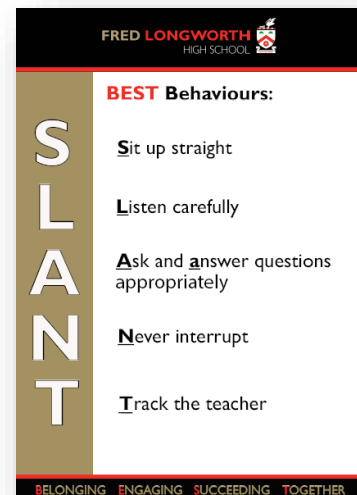 FRED LONGWORTH
HIGH SCHOOL
BEST Behaviours:
S
L
A
N
T
Sit up straight
Listen carefully
Ask and answer questions
appropriately
Never interrupt
Track the teacher
BELONGING ENGAGING SUCCEEDING TOGETHER